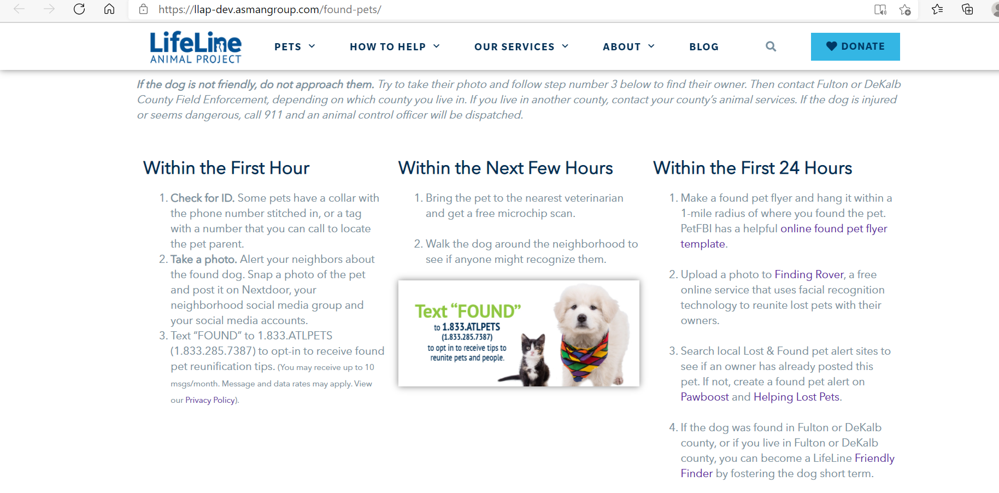 https://llap-dev.asmangroup.com/found-pets/
LifeLine
ANIMAL PROJECT
PETS
HOW TO HELP
OUR SERVICES
ABOUT
BLOG
DONATE
If the dog is not friendly, do not approach them. Try to take their photo and follow step number 3 below to find their owner. Then contact Fulton or DeKalb
County Field Enforcement, depending on which county you live in. If you live in another county, contact your county’s animal services. If the dog is injured
or seems dangerous, call 911 and an animal control officer will be dispatched.
Within the First Hour
1. Check for ID. Some pets have a collar with
the phone number stitched in, or a tag
with a number that you can call to locate
the pet parent.
2. Take a photo. Alert your neighbors about
the found dog. Snap a photo of the pet
and post it on Nextdoor, your
neighborhood social media group and
your social media accounts.
3. Text “FOUND” to 1.833.ATLPETS
(1.833.285.7387) to opt-in to receive found
pet reunification tips. (You may receive up to 10
msgs/month. Message and data rates may apply. View
our Privacy Policy).
Within the Next Few Hours
1. Bring the pet to the nearest veterinarian
and get a free microchip scan.
2. Walk the dog around the neighborhood to
see if anyone might recognize them.
Text “FOUND”
to 1.833.ATLPETS
(1.833.285.7387)
to opt in to receive tips to
reunite pets and people.
Within the First 24 Hours
1. Make a found pet flyer and hang it within a
1-mile radius of where you found the pet.
PetFBI has a helpful online found pet flyer
template.
2. Upload a photo to Finding Rover, a free
online service that uses facial recognition
technology to reunite lost pets with their
owners.
3. Search local Lost & Found pet alert sites to
see if an owner has already posted this
pet. If not, create a found pet alert on
Pawboost and Helping Lost Pets.
4. If the dog was found in Fulton or DeKalb
county, or if you live in Fulton or DeKalb
county, you can become a LifeLine Friendly
Finder by fostering the dog short term.